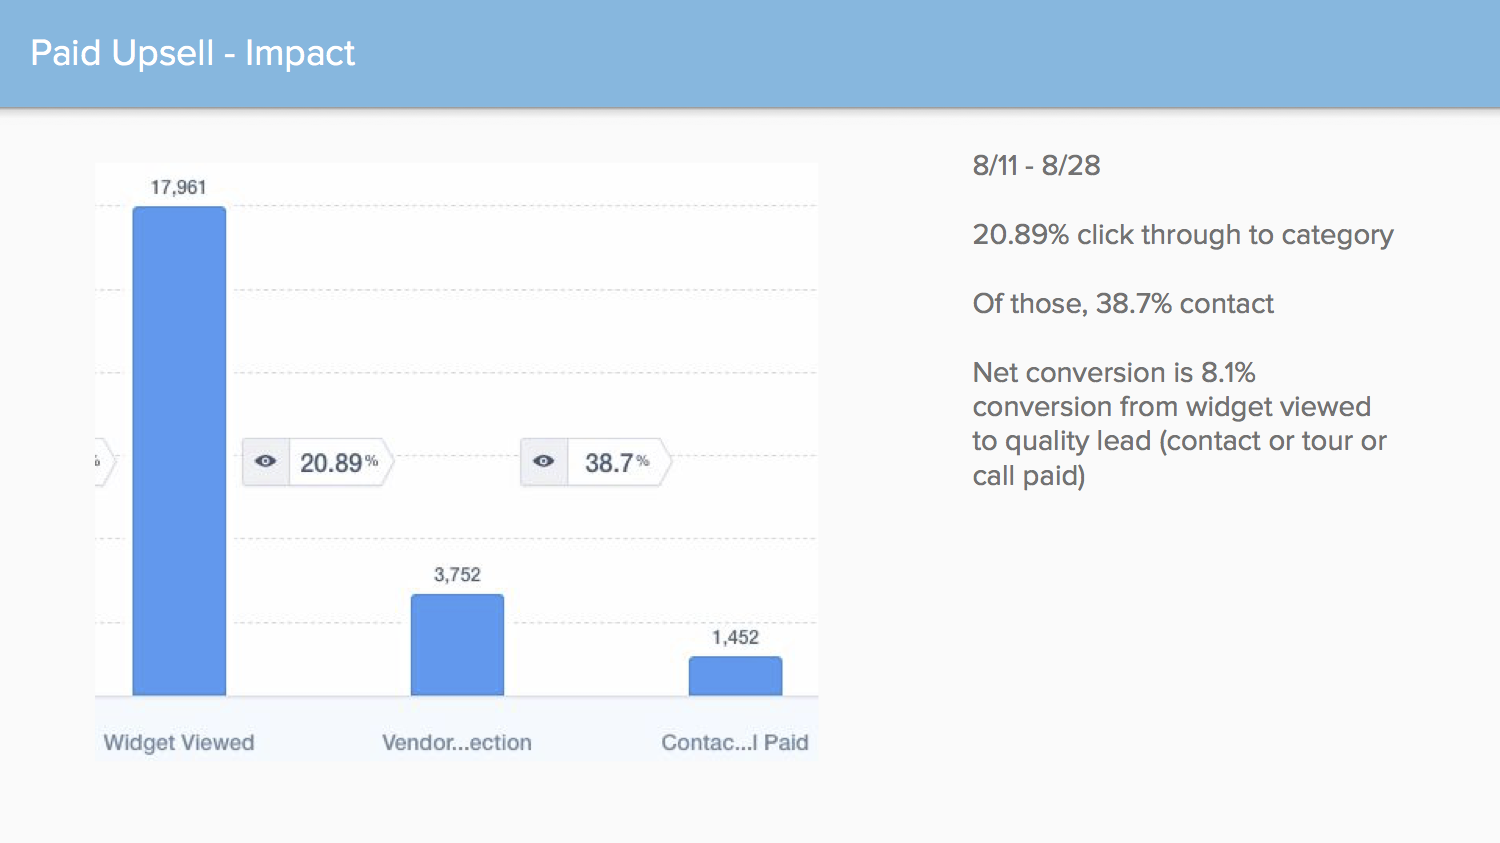 Paid Upsell - Impact
17,961
%
20.89%
38.7%
3,752
1,452
Widget Viewed
Vendor...ection
Contac...l Paid
8/11 - 8/28
20.89% click through to category
Of those, 38.7% contact
Net conversion is 8.1%
conversion from widget viewed
to quality lead (contact or tour or
call paid)